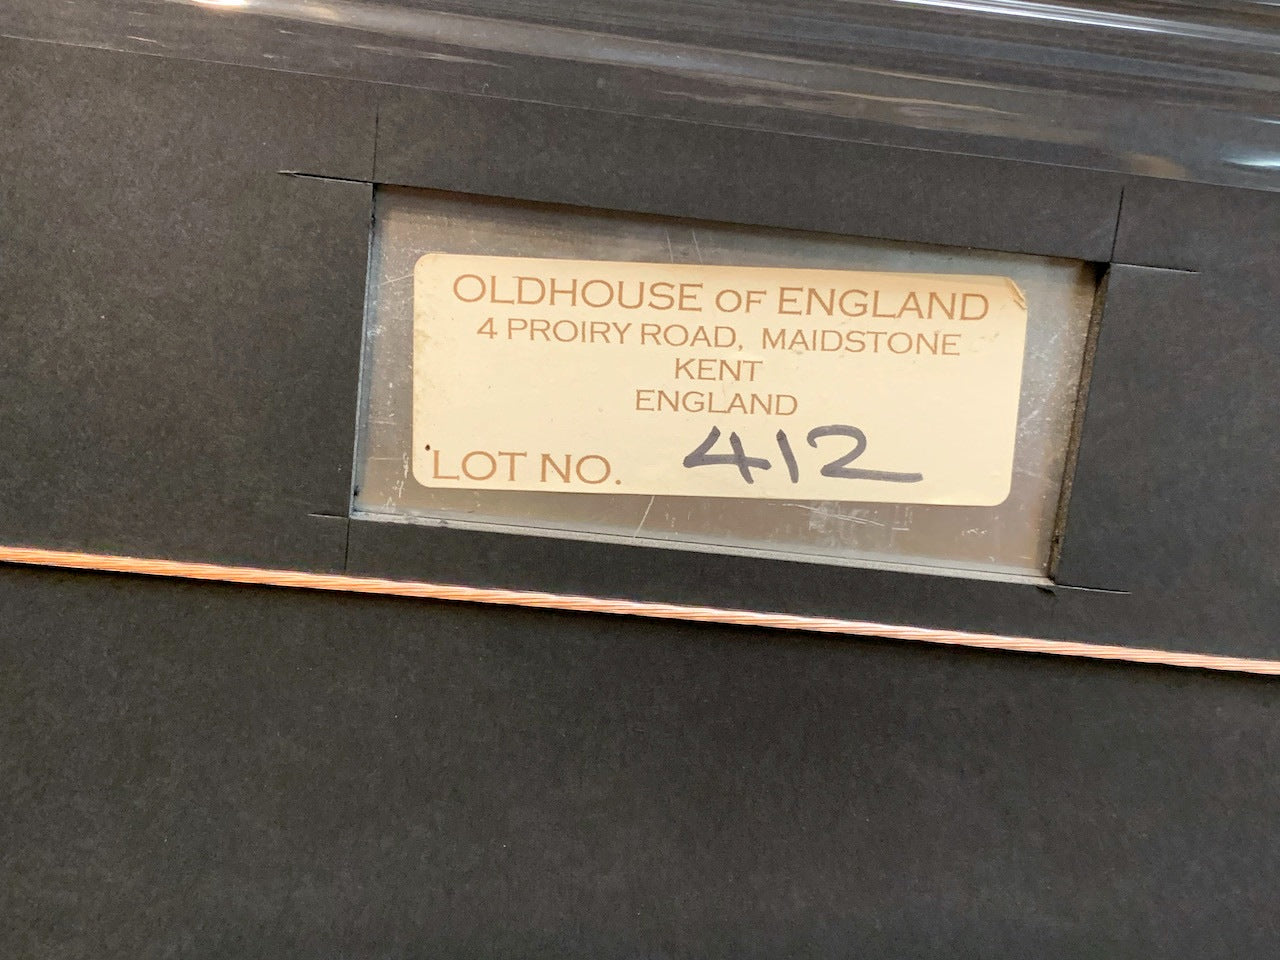 OLDHOUSE OF ENGLAND
4 PROIRY ROAD, MAIDSTONE
KENT
ENGLAND
LOT NO. 412